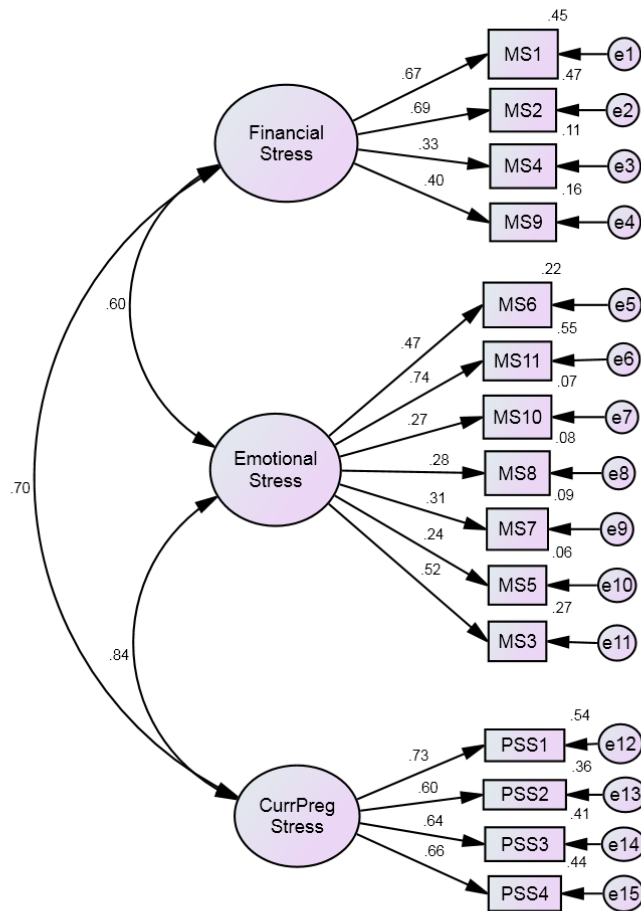 .45
.67
MS1
e1
.47
.69
MS2
e2
Financial
Stress
.11
.33
MS4
e3
.40
.16
MS9
e4
.22
.60
.47
MS6
e5
.55
.74
MS11
e6
.07
.27
MS10
e7
.08
Emotional
Stress
.28
MS8
e8
.70
.09
.31
MS7
e9
.24
.06
MS5
e10
.52
.27
MS3
e11
.84
.54
.73
PSS1
e12
.36
.60
PSS2
e13
CurrPreg
Stress
.41
.64
PSS3
e14
.66
.44
PSS4
e15